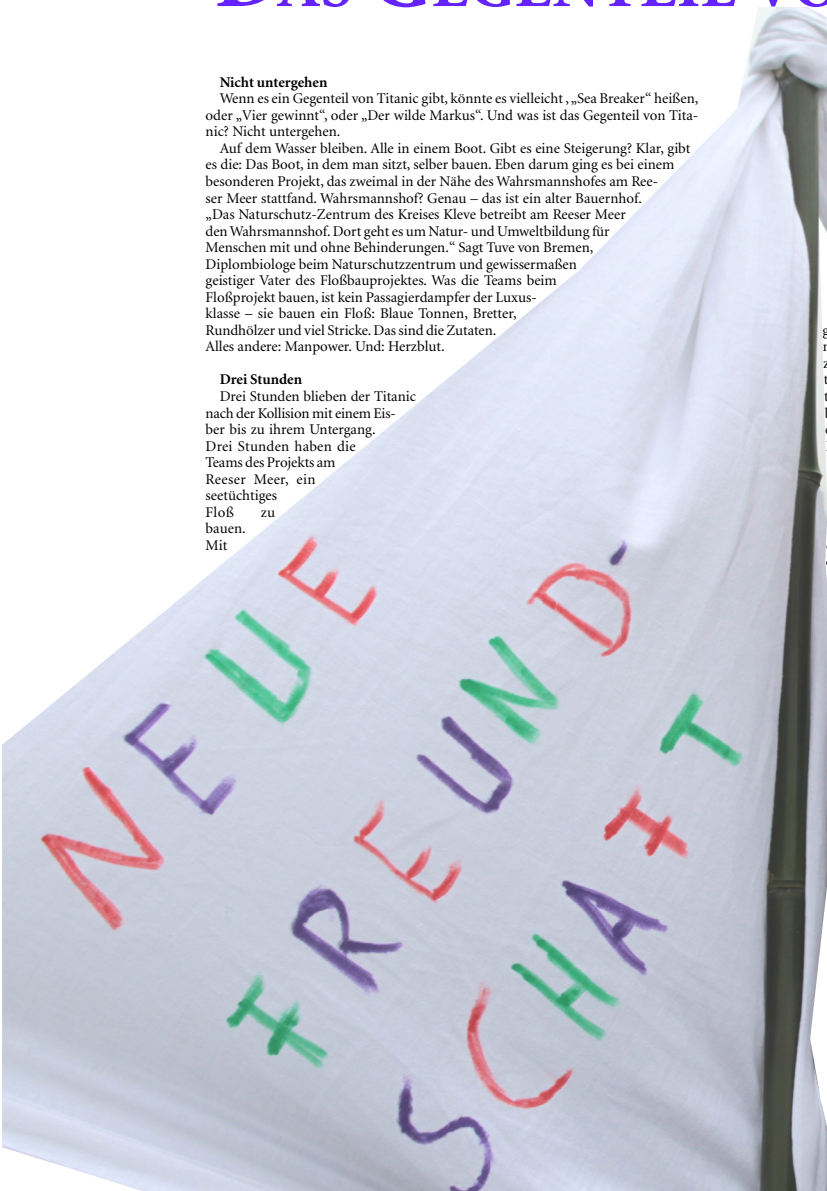 DAS GEGENTEIL VO
Nicht untergehen
Wenn es ein Gegenteil von Titanic gibt, könnte es vielleicht , „Sea Breaker“ heißen,
oder „Vier gewinnt“, oder „Der wilde Markus“. Und was ist das Gegenteil von Tita-
nic? Nicht untergehen.
Auf dem Wasser bleiben. Alle in einem Boot. Gibt es eine Steigerung? Klar, gibt
es die: Das Boot, in dem man sitzt, selber bauen. Eben darum ging es bei einem
besonderen Projekt, das zweimal in der Nähe des Wahrsmannshofes am Ree-
ser Meer stattfand. Wahrsmannshof? Genau – das ist ein alter Bauernhof.
„Das Naturschutz-Zentrum des Kreises Kleve betreibt am Reeser Meer
den Wahrsmannshof. Dort geht es um Natur- und Umweltbildung für
Menschen mit und ohne Behinderungen.“ Sagt Tuve von Bremen,
Diplombiologe beim Naturschutzzentrum und gewissermaßen
geistiger Vater des Floßbauprojektes. Was die Teams beim
Floßprojekt bauen, ist kein Passagierdampfer der Luxus-
klasse – sie bauen ein Floß: Blaue Tonnen, Bretter,
Rundhölzer und viel Stricke. Das sind die Zutaten.
Alles andere: Manpower. Und: Herzblut.
Drei Stunden
Drei Stunden blieben der Titanic
nach der Kollision mit einem Eis-
ber bis zu ihrem Untergang.
Drei Stunden haben die
Teams des Projekts am
Reeser Meer, ein
seetüchtiges
Floß zu
bauen.
Mit
NEUE
FREUND-
SCHAFT